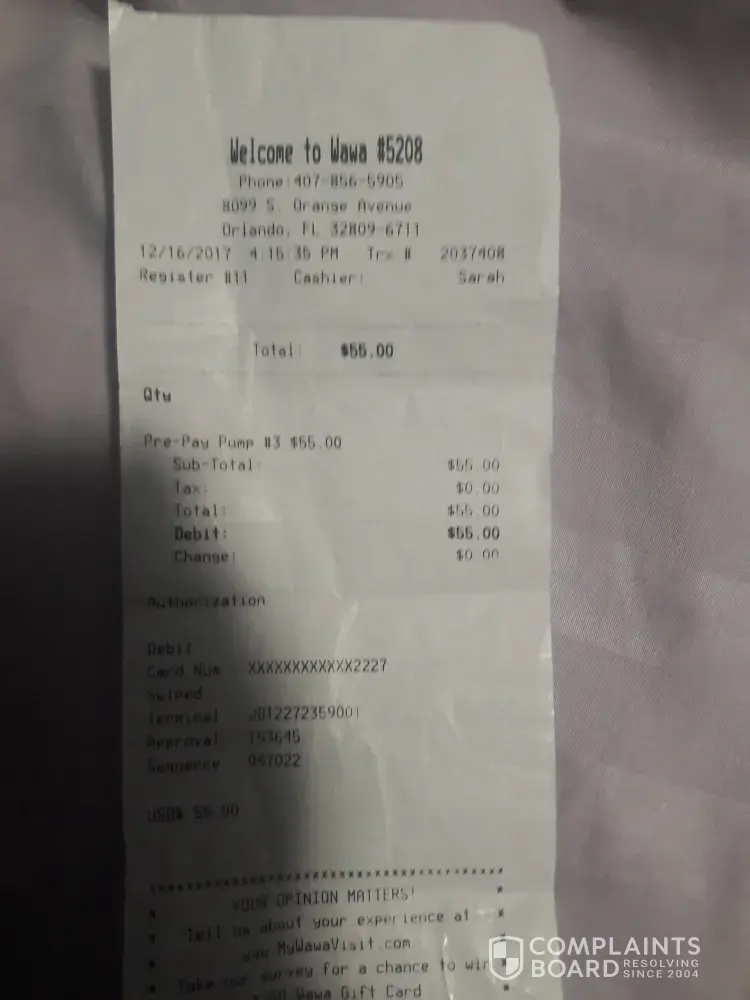 Welcome to Wawa #5208
Phone:407-856-5905
8099 S. Orange Avenue
Orlando, FL 32809-6711
12/16/2017 4:15:35 PM Trx # 2037408
Register #11 Cashier: Sarah
Total: $55.00
Qty
Pre-Pay Pump #3 $55.00
Sub-Total: $55.00
Tax: $0.00
Total: $55.00
Debit: $55.00
Change: $0.00
Authorization
Debit
Card Num XXXXXXXXXXXX2227
Swiped
Terminal
Approval 153645
Sequence 047022
USD$ 55.00
****************************************
* YOUR OPINION MATTERS! *
* Tell us about your experience at *
* www.MyWawaVisit.com
* Take our survey for a chance to win
* Wawa Gift Card *
COMPLAINTS
BOARD RESOLVING
SINCE 2004